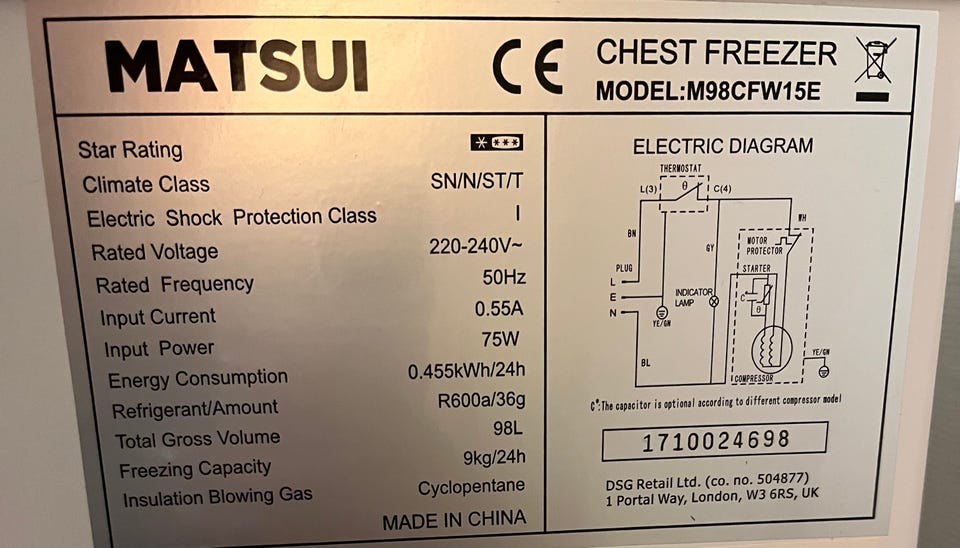 MATSUI
CE
CHEST FREEZER
MODEL:M98CFW15E
Star Rating
Climate Class SN/N/ST/T
Electric Shock Protection Class I
Rated Voltage 220-240V~
Rated Frequency 50Hz
Input Current 0.55A
Input Power 75W
Energy Consumption 0.455kWh/24h
Refrigerant/Amount R600a/36g
Total Gross Volume 98L
Freezing Capacity 9kg/24h
Insulation Blowing Gas Cyclopentane
MADE IN CHINA
ELECTRIC DIAGRAM
THERMOSTAT
L(3) θ C(4)
WH
BN
GY
MOTOR
PROTECTOR
PLUG
STARTER
L
E
N
INDICATOR
LAMP
C*
θ
YE/GN
YE/GN
BL
COMPRESSOR
C*:The capacitor is optional according to different compressor model
1710024698
DSG Retail Ltd. (co. no. 504877)
1 Portal Way, London, W3 6RS, UK